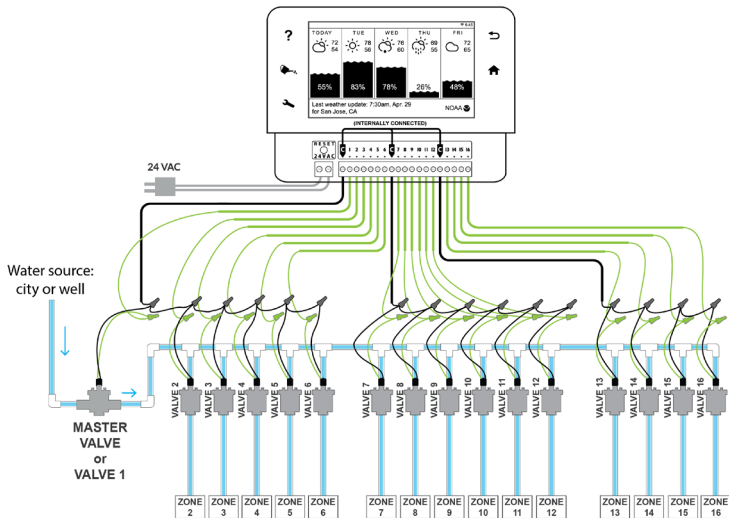 8:45
TODAY TUE WED THU FRI
? 72 54 78 56 76 60 69 55 72 65
55% 83% 78% 26% 48%
Last weather update: 7:30am, Apr. 29
for San Jose, CA
NOAA
(INTERNALLY CONNECTED)
RESET
24VAC
C 1 2 3 4 5 6 C 7 8 9 10 11 12 C 13 14 15 16
24 VAC
Water source:
city or well
VALVE 2
VALVE 3
VALVE 4
VALVE 5
VALVE 6
VALVE 7
VALVE 8
VALVE 9
VALVE 10
VALVE 11
VALVE 12
VALVE 13
VALVE 14
VALVE 15
VALVE 16
MASTER
VALVE
or
VALVE 1
ZONE
2
ZONE
3
ZONE
4
ZONE
5
ZONE
6
ZONE
7
ZONE
8
ZONE
9
ZONE
10
ZONE
11
ZONE
12
ZONE
13
ZONE
14
ZONE
15
ZONE
16